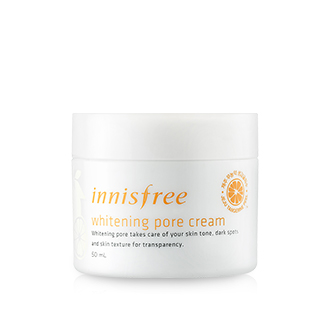 innisfree
whitening pore cream
Whitening pore takes care of your skin tone, dark spots
and skin texture for transparency.
50 mL